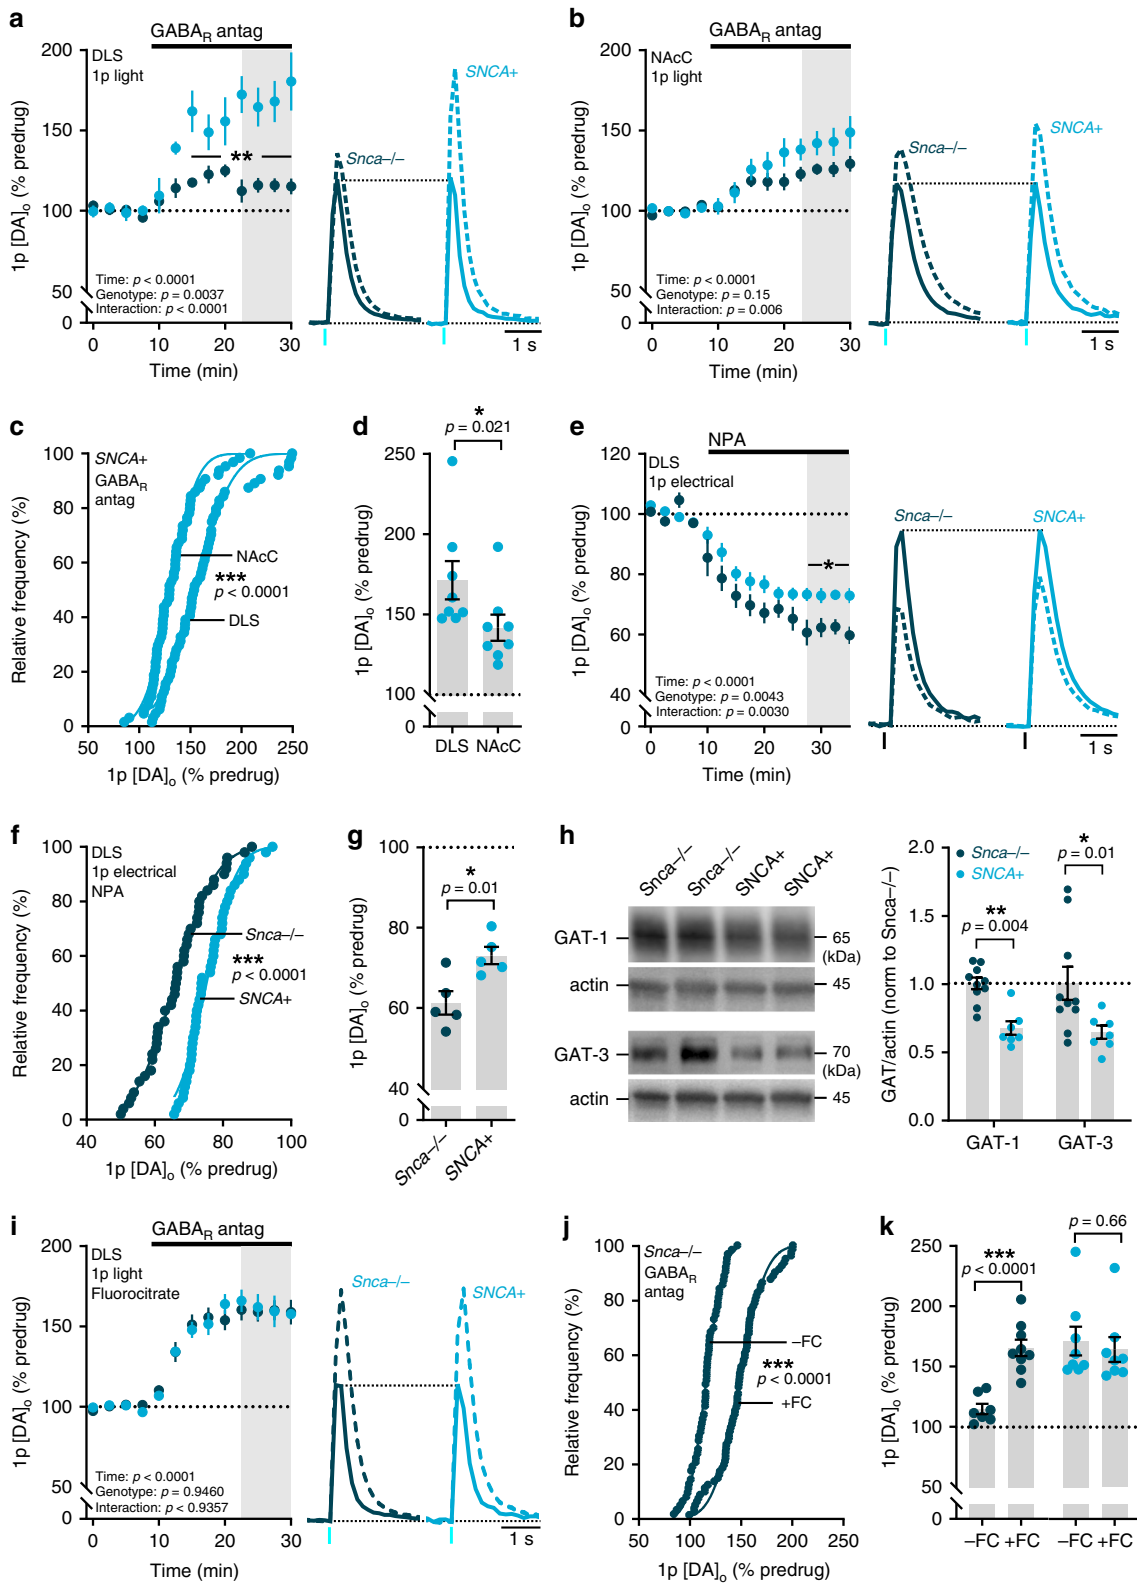 a
GABAR antag
DLS
1p light
200
150
100
50
0
1p [DA]o (% predrug)
**
Time: p < 0.0001
Genotype: p = 0.0037
Interaction: p < 0.0001
0 10 20 30
Time (min)
Snca–/–
SNCA+
1 s
b
GABAR antag
NAcC
1p light
200
150
100
50
0
1p [DA]o (% predrug)
Time: p < 0.0001
Genotype: p = 0.15
Interaction: p = 0.006
0 10 20 30
Time (min)
Snca–/–
SNCA+
1 s
c
SNCA+
GABAR
antag
100
80
60
40
20
0
Relative frequency (%)
NAcC
***
p < 0.0001
DLS
50 100 150 200 250
1p [DA]o (% predrug)
d
*
p = 0.021
250
200
150
100
0
1p [DA]o (% predrug)
DLS NAcC
e
NPA
DLS
1p electrical
120
100
80
60
40
0
1p [DA]o (% predrug)
*
Time: p < 0.0001
Genotype: p = 0.0043
Interaction: p = 0.0030
0 10 20 30
Time (min)
Snca–/–
SNCA+
1 s
f
DLS
1p electrical
NPA
100
80
60
40
20
0
Relative frequency (%)
Snca–/–
***
p < 0.0001
SNCA+
40 60 80 100
1p [DA]o (% predrug)
g
100
80
60
40
0
1p [DA]o (% predrug)
*
p = 0.01
Snca–/– SNCA+
h
Snca–/– Snca–/– SNCA+ SNCA+
GAT-1 65
(kDa)
actin 45
GAT-3 70
(kDa)
actin 45
2.0
1.5
1.0
0.5
0.0
GAT/actin (norm to Snca–/–)
Snca–/–
SNCA+
**
p = 0.004
*
p = 0.01
GAT-1 GAT-3
i
GABAR antag
DLS
1p light
Fluorocitrate
200
150
100
50
0
1p [DA]o (% predrug)
Time: p < 0.0001
Genotype: p = 0.9460
Interaction: p < 0.9357
0 10 20 30
Time (min)
Snca–/–
SNCA+
1 s
j
Snca–/–
GABAR
antag
100
80
60
40
20
0
Relative frequency (%)
–FC
***
p < 0.0001
+FC
50 100 150 200 250
1p [DA]o (% predrug)
k
p = 0.66
***
p < 0.0001
250
200
150
100
50
0
1p [DA]o (% predrug)
–FC +FC –FC +FC